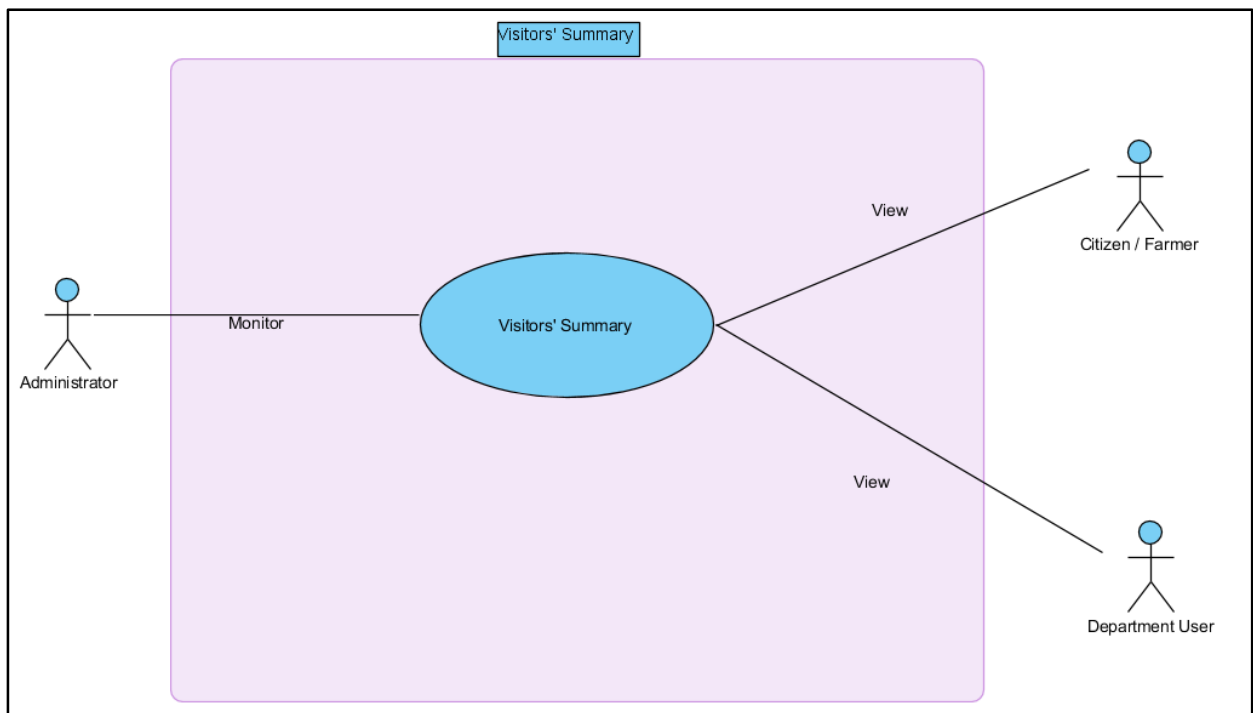 Visitors' Summary
View
Citizen / Farmer
Monitor
Visitors' Summary
Administrator
View
Department User